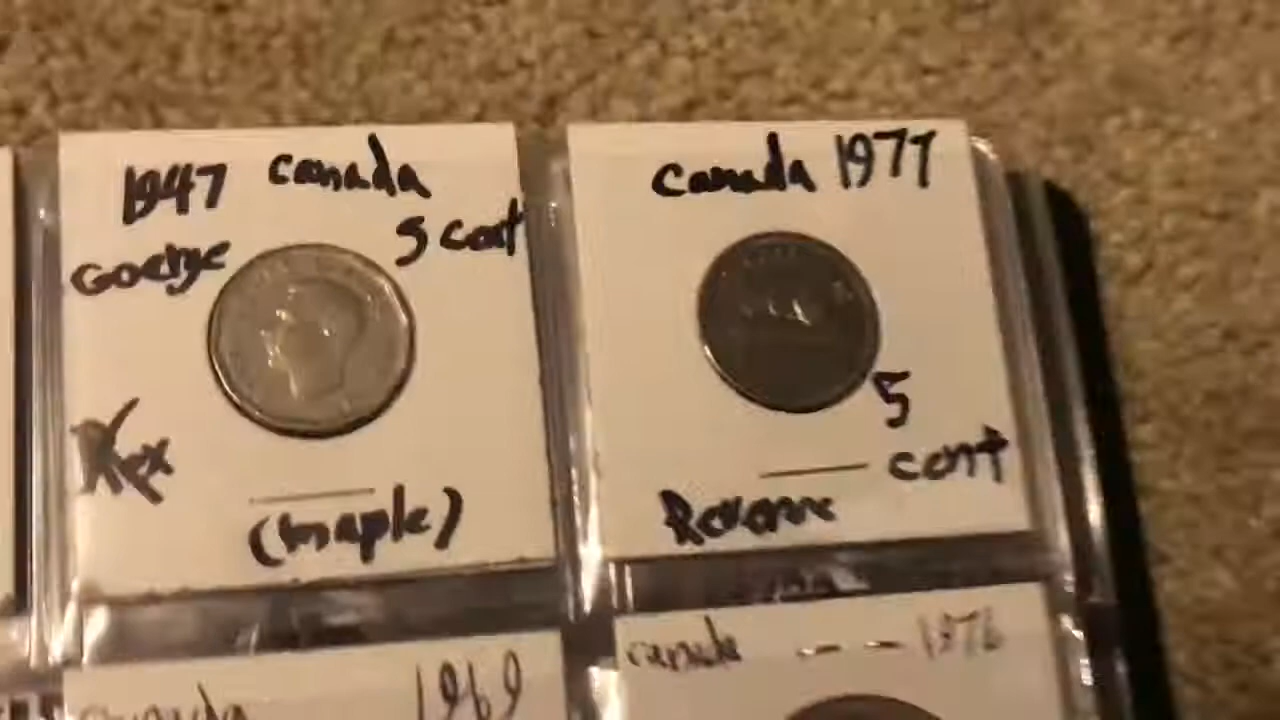 1947 canada
George 5 cent
Rex
(maple)
Canada 1977
5
cent
Reverse
1969
canada - - 1976